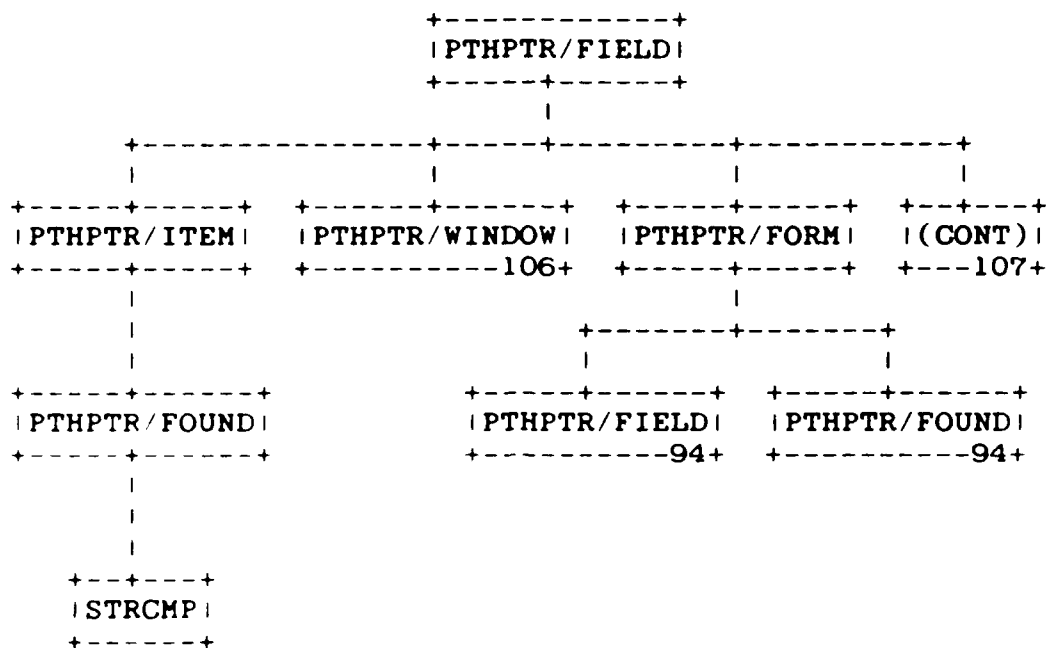 PTHPTR/FIELD
PTHPTR/ITEM PTHPTR/WINDOW PTHPTR/FORM (CONT)
106 107
PTHPTR/FOUND PTHPTR/FIELD PTHPTR/FOUND
94 94
STRCMP